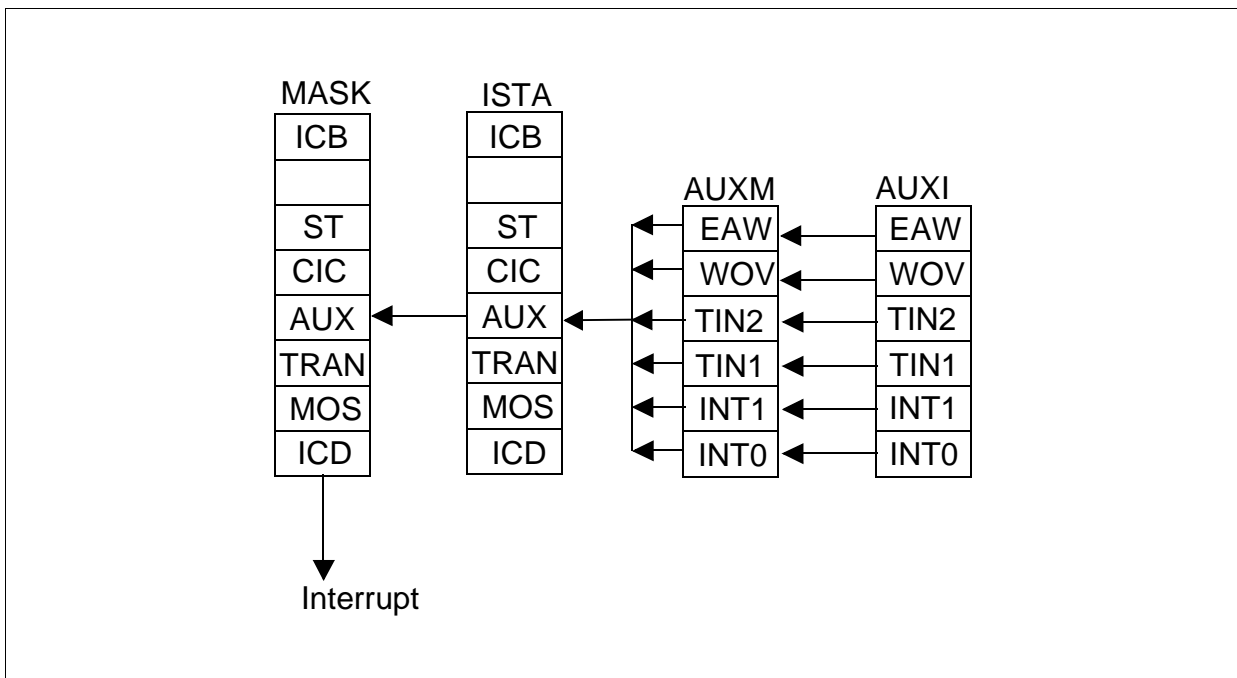 MASK
ICB
ST
CIC
AUX
TRAN
MOS
ICD
Interrupt
ISTA
ICB
ST
CIC
AUX
TRAN
MOS
ICD
AUXM
EAW
WOV
TIN2
TIN1
INT1
INT0
AUXI
EAW
WOV
TIN2
TIN1
INT1
INT0